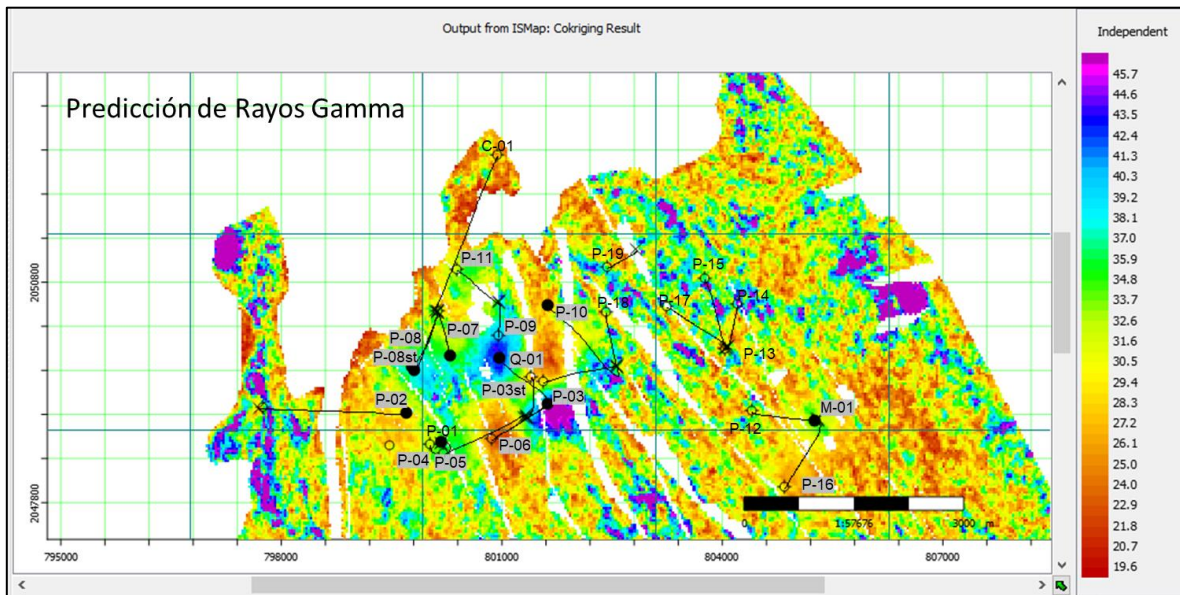 Output from ISMap: Cokriging Result
Independent
Predicción de Rayos Gamma
45.7
44.6
43.5
42.4
41.3
40.2
39.2
38.1
37.0
35.9
34.8
33.7
32.6
31.6
30.5
29.4
28.3
27.2
26.1
25.0
23.9
22.9
21.8
20.7
19.6
C-01
P-19
P-11
P-15
P-17
P-14
P-18
P-10
P-07
P-09
P-08
P-13
P-08st
Q-01
P-03st
P-03
P-02
M-01
P-12
P-01
P-06
P-04
P-05
P-16
2050800
2047800
0
1:57676
3000 m
795000
798000
801000
804000
807000